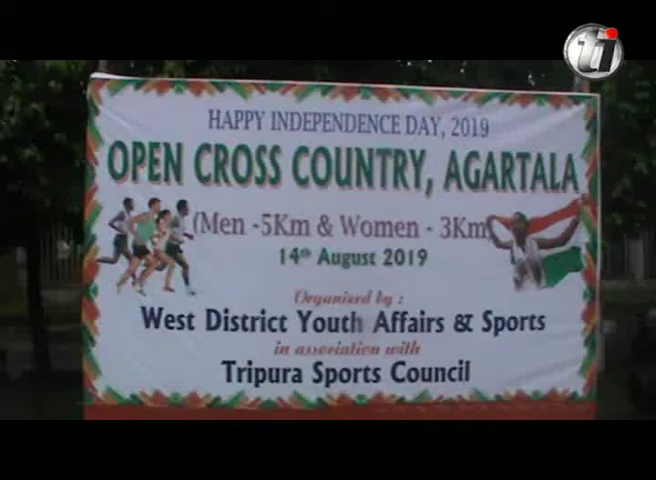 ti
HAPPY INDEPENDENCE DAY, 2019
OPEN CROSS COUNTRY, AGARTALA
(Men -5Km & Women - 3Km)
14th August 2019
Organized by :
West District Youth Affairs & Sports
in association with
Tripura Sports Council